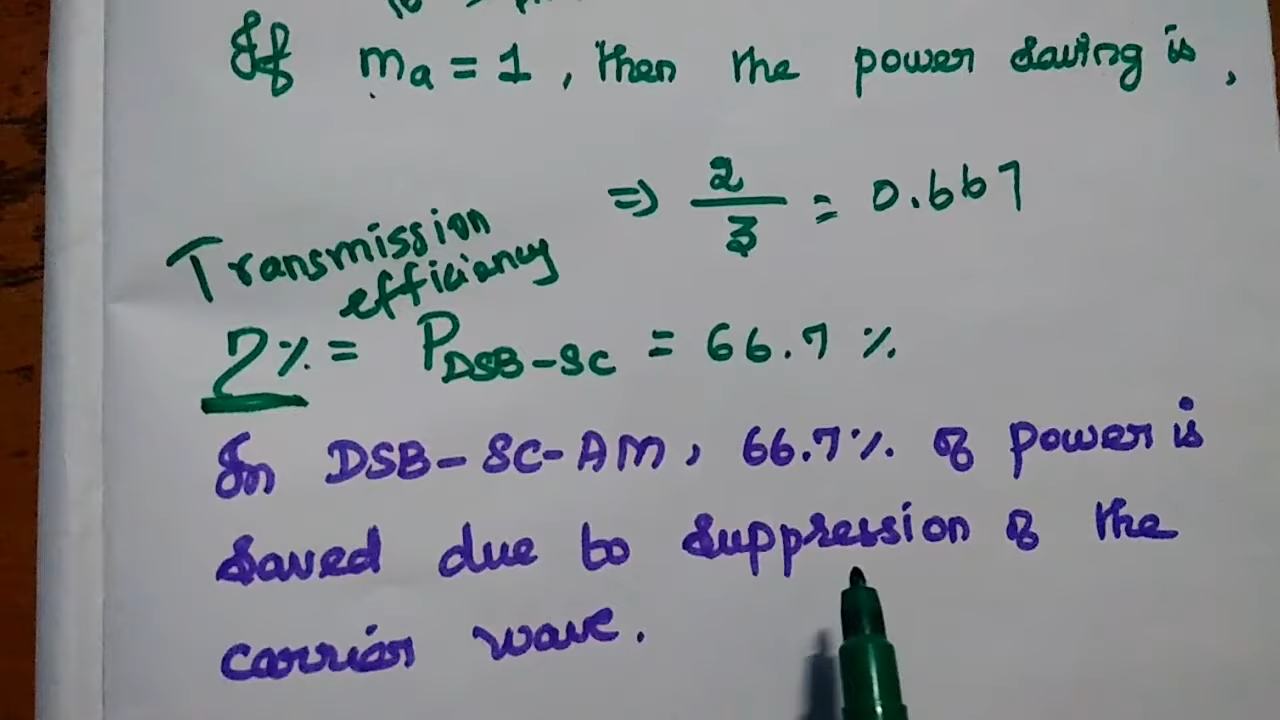 If mₐ = 1, then the power saving is,
⇒ 2/3 = 0.667
Transmission
efficiency
η% = P_DSB-SC = 66.7 %
In DSB-SC-AM, 66.7% of power is
saved due to suppression of the
carrier wave.